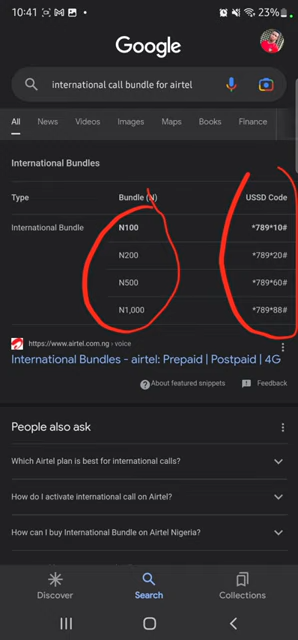 10:41
23%
Google
international call bundle for airtel
All News Videos Images Maps Books Finance
International Bundles
Type Bundle (N) USSD Code
International Bundle N100 *789*10#
N200 *789*20#
N500 *789*60#
N1,000 *789*88#
https://www.airtel.com.ng › voice
International Bundles - airtel: Prepaid | Postpaid | 4G
About featured snippets Feedback
People also ask
Which Airtel plan is best for international calls?
How do I activate international call on Airtel?
How can I buy International Bundle on Airtel Nigeria?
Discover Search Collections